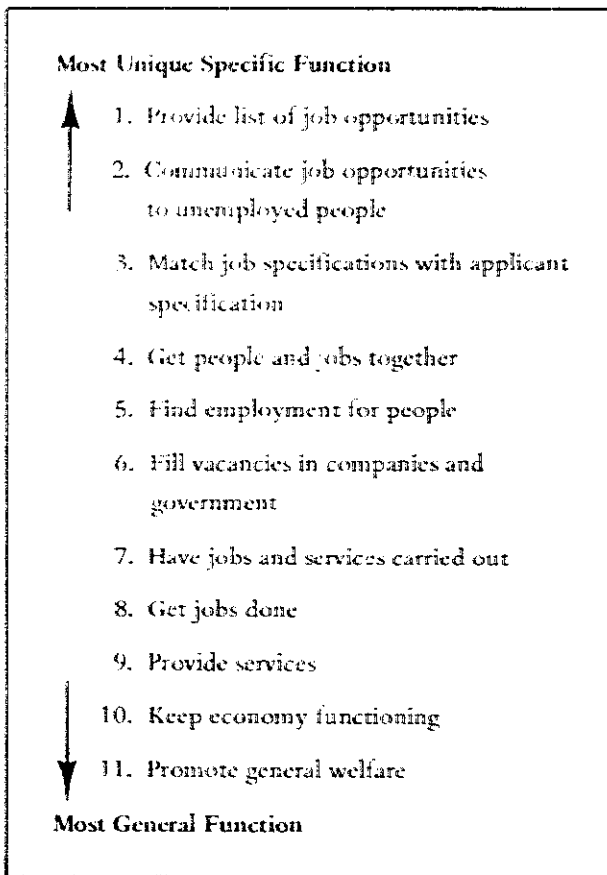 Most Unique Specific Function
1. Provide list of job opportunities
2. Communicate job opportunities
to unemployed people
3. Match job specifications with applicant
specification
4. Get people and jobs together
5. Find employment for people
6. Fill vacancies in companies and
government
7. Have jobs and services carried out
8. Get jobs done
9. Provide services
10. Keep economy functioning
11. Promote general welfare
Most General Function